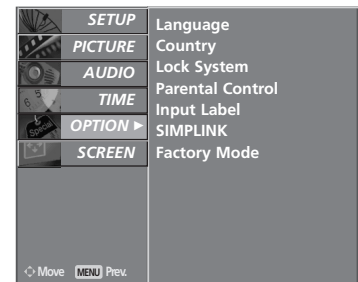 SETUP
PICTURE
AUDIO
TIME
OPTION ►
SCREEN
Move MENU Prev.
Language
Country
Lock System
Parental Control
Input Label
SIMPLINK
Factory Mode